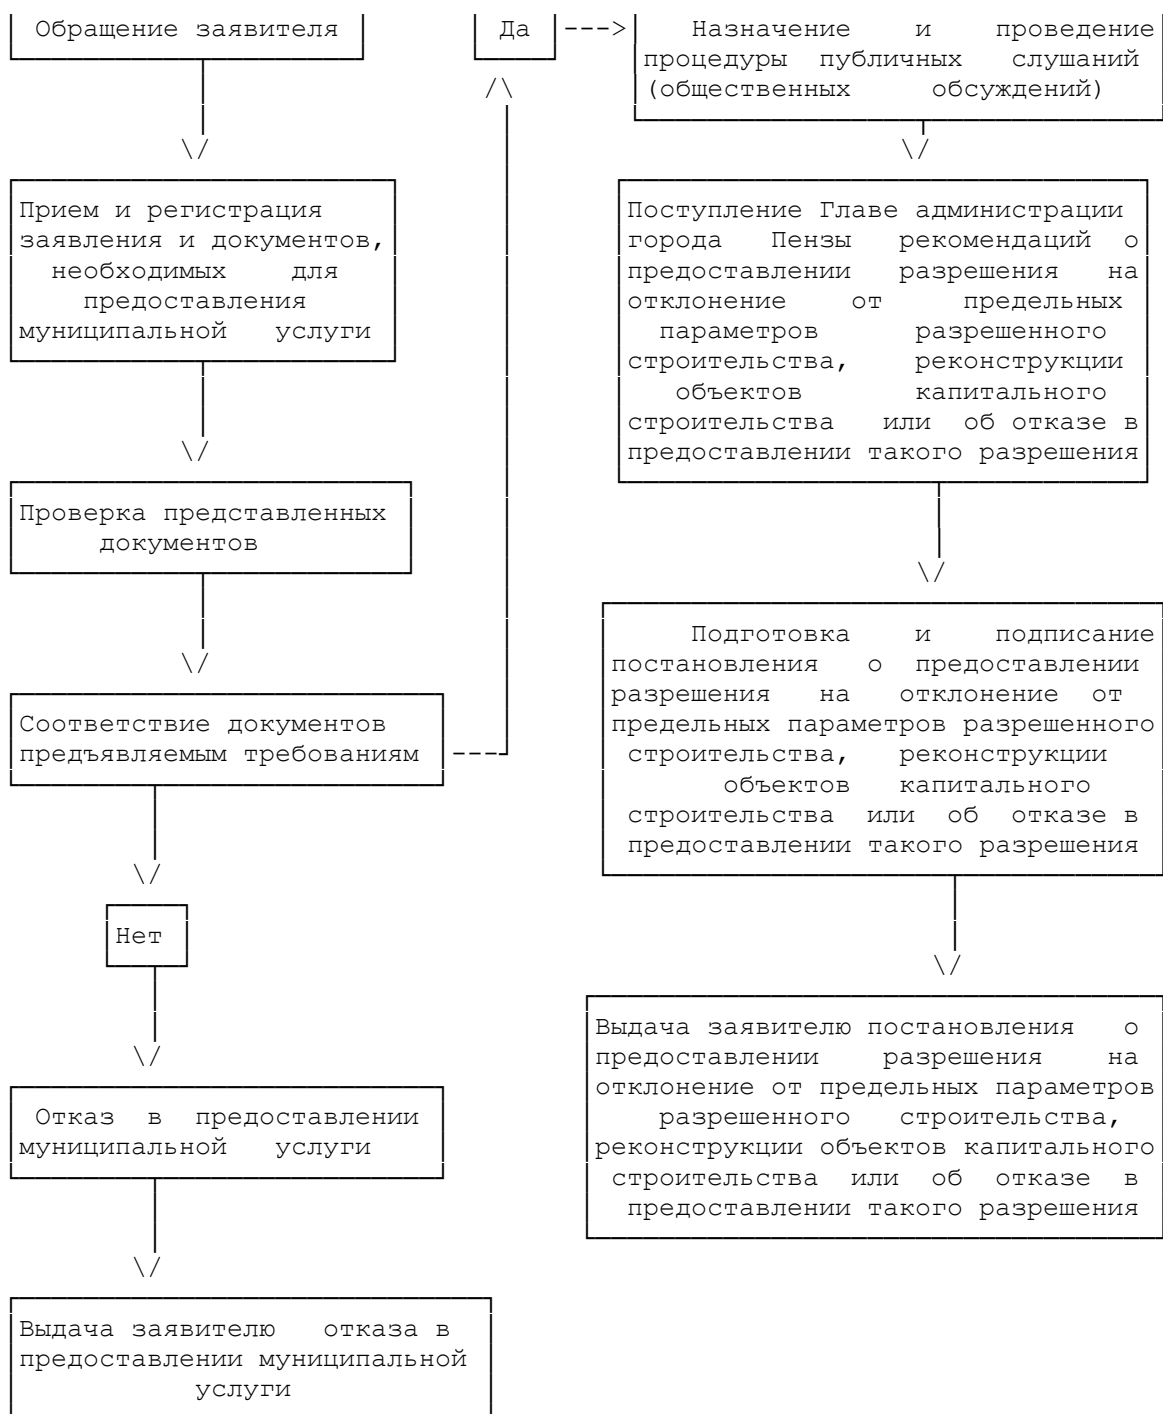 Обращение заявителя
Прием и регистрация
заявления и документов,
необходимых для
предоставления
муниципальной услуги
Проверка представленных
документов
Соответствие документов
предъявляемым требованиям
Нет
Отказ в предоставлении
муниципальной услуги
Выдача заявителю отказа в
предоставлении муниципальной
услуги
Да
Назначение и проведение
процедуры публичных слушаний
(общественных обсуждений)
Поступление Главе администрации
города Пензы рекомендаций о
предоставлении разрешения на
отклонение от предельных
параметров разрешенного
строительства, реконструкции
объектов капитального
строительства или об отказе в
предоставлении такого разрешения
Подготовка и подписание
постановления о предоставлении
разрешения на отклонение от
предельных параметров разрешенного
строительства, реконструкции
объектов капитального
строительства или об отказе в
предоставлении такого разрешения
Выдача заявителю постановления о
предоставлении разрешения на
отклонение от предельных параметров
разрешенного строительства,
реконструкции объектов капитального
строительства или об отказе в
предоставлении такого разрешения